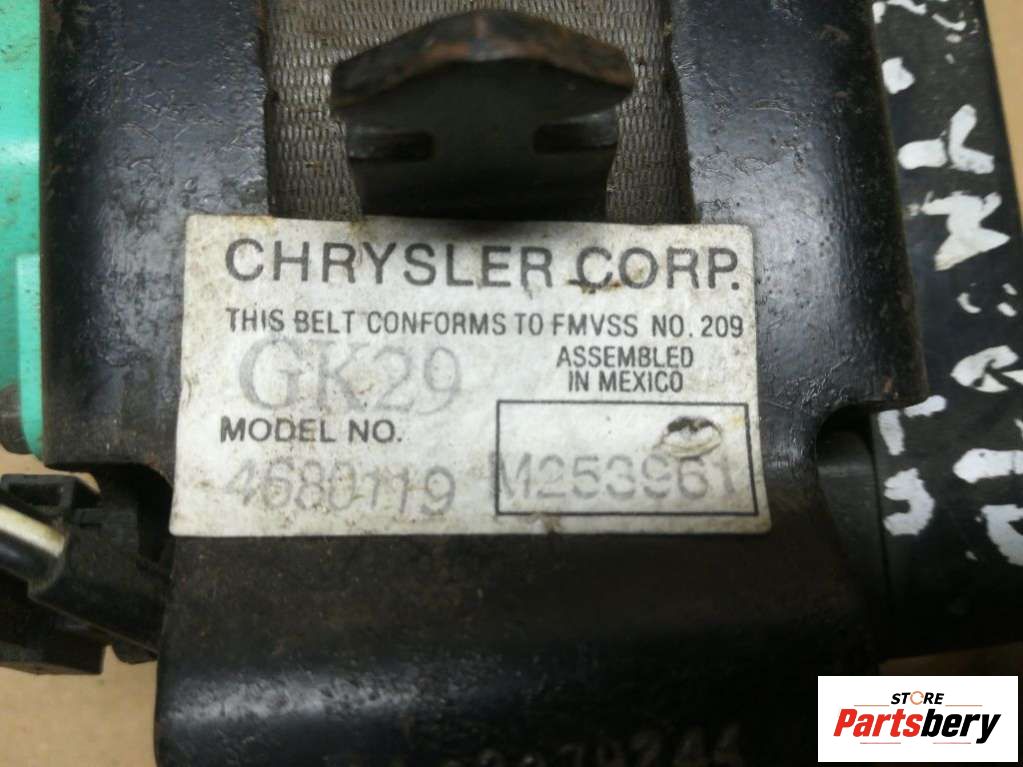 CHRYSLER CORP.
THIS BELT CONFORMS TO FMVSS NO. 209
GK29
ASSEMBLED
IN MEXICO
MODEL NO.
4680119
M253961
STORE
Partsbery